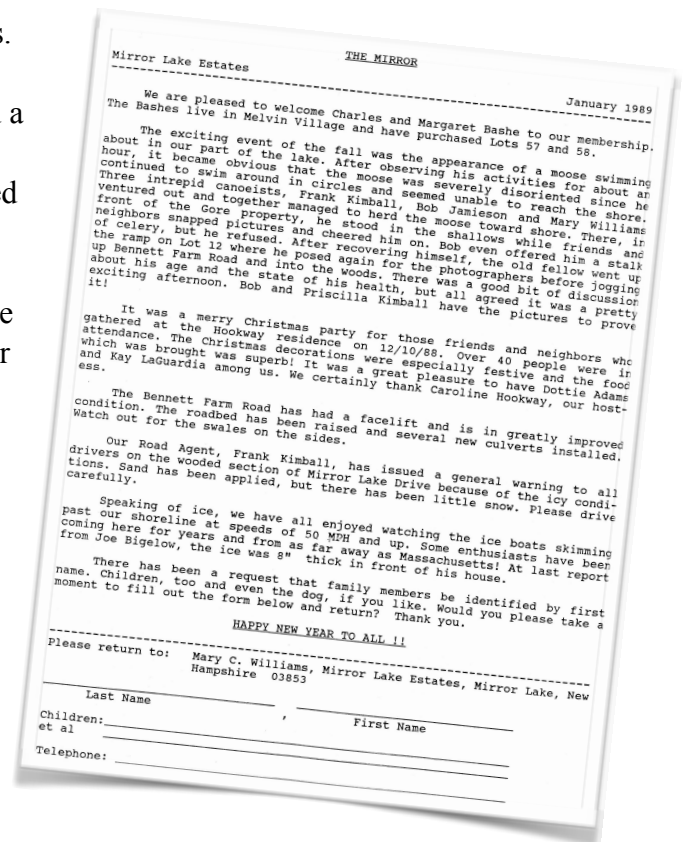 s.
a
ed
e
r
THE MIRROR
Mirror Lake Estates
January 1989
We are pleased to welcome Charles and Margaret Bashe to our membership.
The Bashes live in Melvin Village and have purchased Lots 57 and 58.
The exciting event of the fall was the appearance of a moose swimming
about in our part of the lake. After observing his activities for about an
hour, it became obvious that the moose was severely disoriented since he
continued to swim around in circles and seemed unable to reach the shore.
Three intrepid canoeists, Frank Kimball, Bob Jamieson and Mary Williams
ventured out and together managed to herd the moose toward shore. There, in
front of the Gore property, he stood in the shallows while friends and
neighbors snapped pictures and cheered him on. Bob even offered him a stalk
of celery, but he refused. After recovering himself, the old fellow went up
the ramp on Lot 12 where he posed again for the photographers before jogging
up Bennett Farm Road and into the woods. There was a good bit of discussion
about his age and the state of his health, but all agreed it was a pretty
exciting afternoon. Bob and Priscilla Kimball have the pictures to prove
it!
It was a merry Christmas party for those friends and neighbors who
gathered at the Hookway residence on 12/10/88. Over 40 people were in
attendance. The Christmas decorations were especially festive and the food
which was brought was superb! It was a great pleasure to have Dottie Adams
and Kay LaGuardia among us. We certainly thank Caroline Hookway, our host-
ess.
The Bennett Farm Road has had a facelift and is in greatly improved
condition. The roadbed has been raised and several new culverts installed.
Watch out for the swales on the sides.
Our Road Agent, Frank Kimball, has issued a general warning to all
drivers on the wooded section of Mirror Lake Drive because of the icy condi-
tions. Sand has been applied, but there has been little snow. Please drive
carefully.
Speaking of ice, we have all enjoyed watching the ice boats skimming
past our shoreline at speeds of 50 MPH and up. Some enthusiasts have been
coming here for years and from as far away as Massachusetts! At last report
from Joe Bigelow, the ice was 8" thick in front of his house.
There has been a request that family members be identified by first
name. Children, too and even the dog, if you like. Would you please take a
moment to fill out the form below and return? Thank you.
HAPPY NEW YEAR TO ALL !!
Please return to: Mary C. Williams, Mirror Lake Estates, Mirror Lake, New
Hampshire 03853
Last Name , First Name
Children:
et al
Telephone: